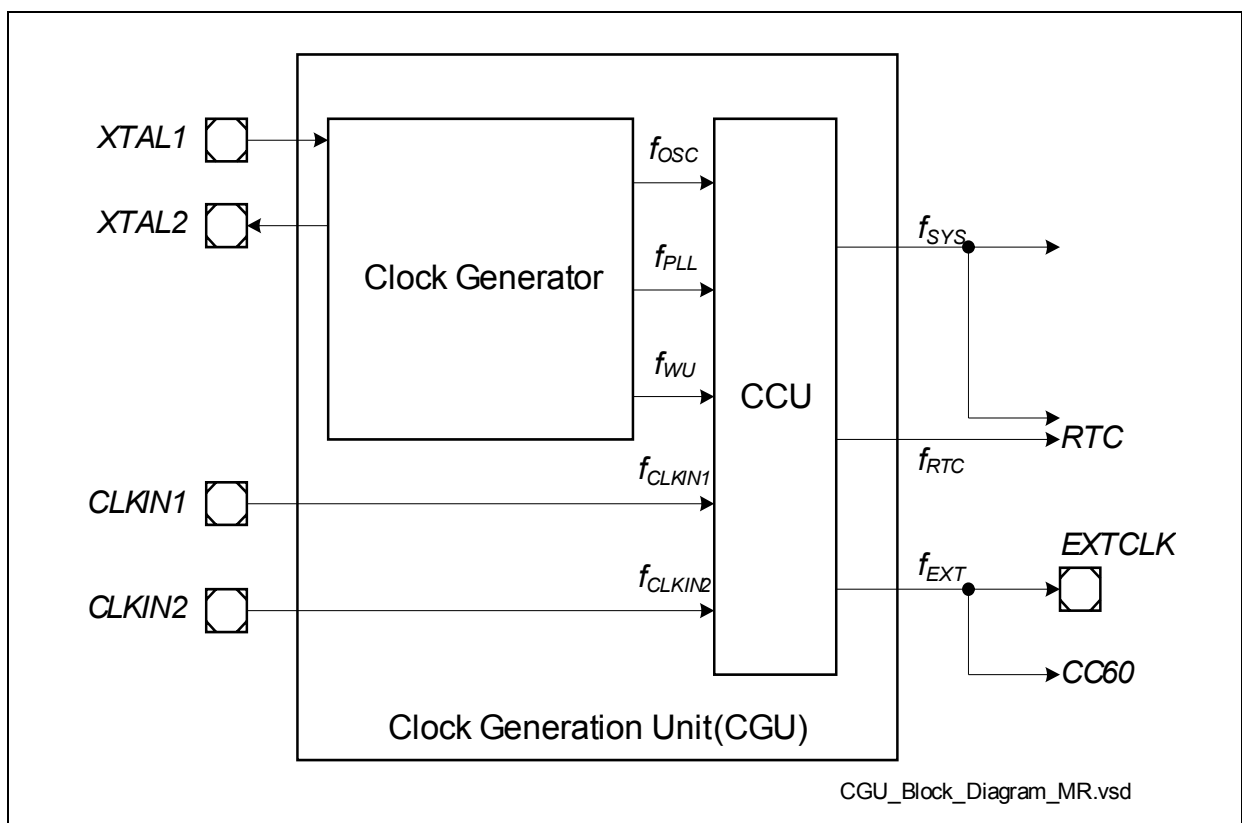 XTAL1
XTAL2
Clock Generator
fOSC
fPLL
fWU
CCU
fSYS
fRTC
RTC
CLKIN1
fCLKIN1
CLKIN2
fCLKIN2
fEXT
EXTCLK
CC60
Clock Generation Unit(CGU)
CGU_Block_Diagram_MR.vsd